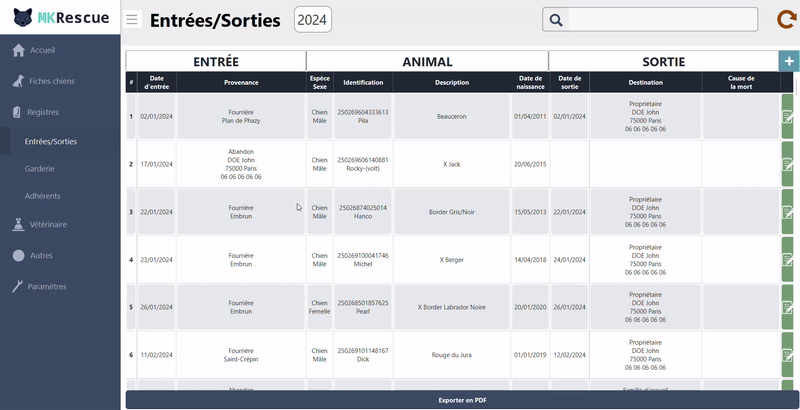 MKRescue
Accueil
Fiches chiens
Registres
Entrées/Sorties
Garderie
Adhérents
Vétérinaire
Autres
Paramètres
Entrées/Sorties 2024
ENTRÉE ANIMAL SORTIE +
# Date d'entrée Provenance Espèce Sexe Identification Description Date de naissance Date de sortie Destination Cause de la mort
1 02/01/2024 Fourrière Plan de Phazy Chien Mâle 250269604333613 Pila Beauceron 01/04/2011 02/01/2024 Propriétaire DOE John 75000 Paris 06 06 06 06 06
2 17/01/2024 Abandon DOE John 75000 Paris 06 06 06 06 06 Chien Mâle 250269606140881 Rocky-(volt) X Jack 20/06/2015
3 22/01/2024 Fourrière Embrun Chien Mâle 25026874025014 Hanco Border Gris/Noir 15/05/2013 22/01/2024 Propriétaire DOE John 75000 Paris 06 06 06 06 06
4 23/01/2024 Fourrière Embrun Chien Mâle 250269100041746 Michel X Berger 14/04/2018 24/01/2024 Propriétaire DOE John 75000 Paris 06 06 06 06 06
5 26/01/2024 Fourrière Embrun Chien Femelle 250268501857625 Pearl X Border Labrador Noire 20/01/2020 26/01/2024 Propriétaire DOE John 75000 Paris 06 06 06 06 06
6 11/02/2024 Fourrière Saint-Crépin Chien Mâle 250269101148167 Dick Rouge du Jura 01/01/2019 12/02/2024 Propriétaire DOE John 75000 Paris 06 06 06 06 06
Abandon Famille d'accueil
Exporter en PDF